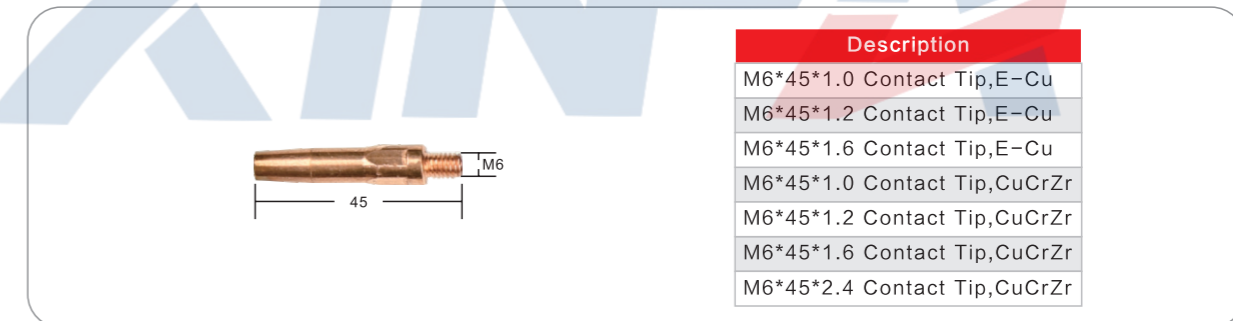 Description
M6*45*1.0 Contact Tip,E-Cu
M6*45*1.2 Contact Tip,E-Cu
M6*45*1.6 Contact Tip,E-Cu
M6*45*1.0 Contact Tip,CuCrZr
M6*45*1.2 Contact Tip,CuCrZr
M6*45*1.6 Contact Tip,CuCrZr
M6*45*2.4 Contact Tip,CuCrZr
M6
45